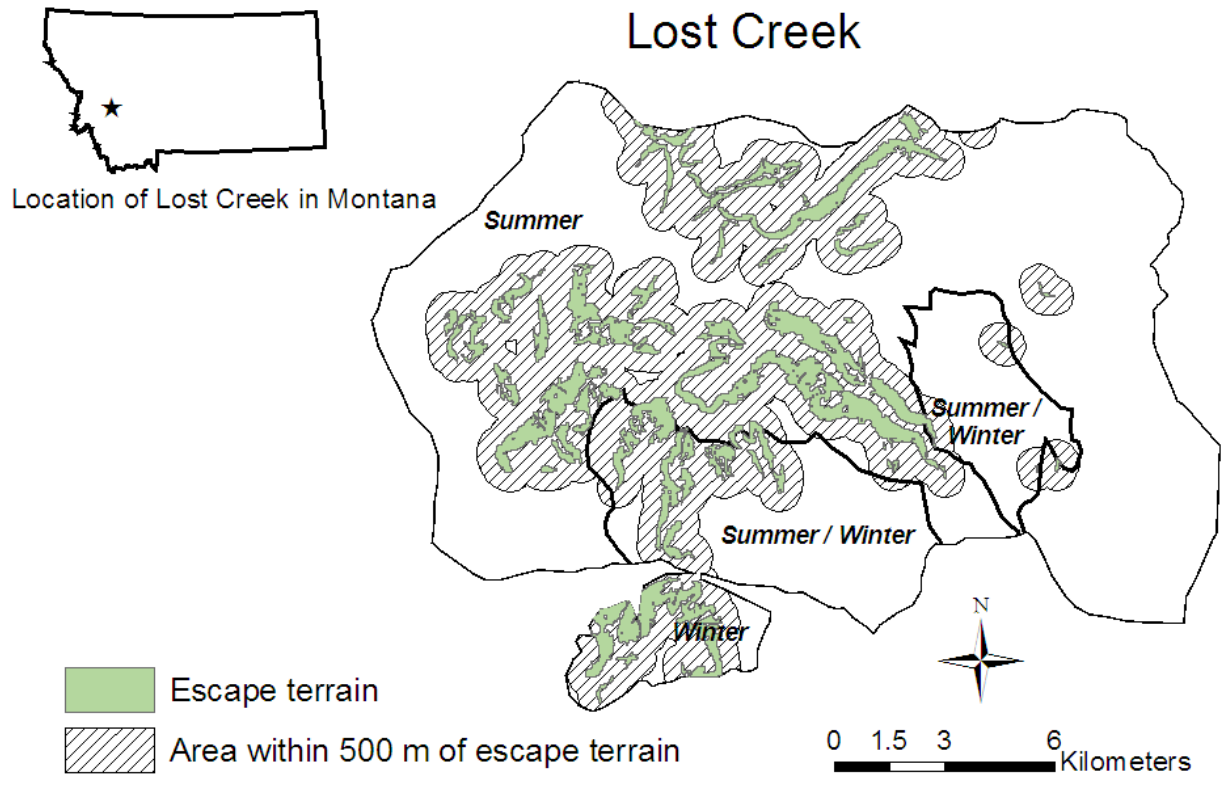 Lost Creek
Location of Lost Creek in Montana
Summer
Summer /
Winter
Summer / Winter
Winter
N
Escape terrain
Area within 500 m of escape terrain
0 1.5 3 6
Kilometers